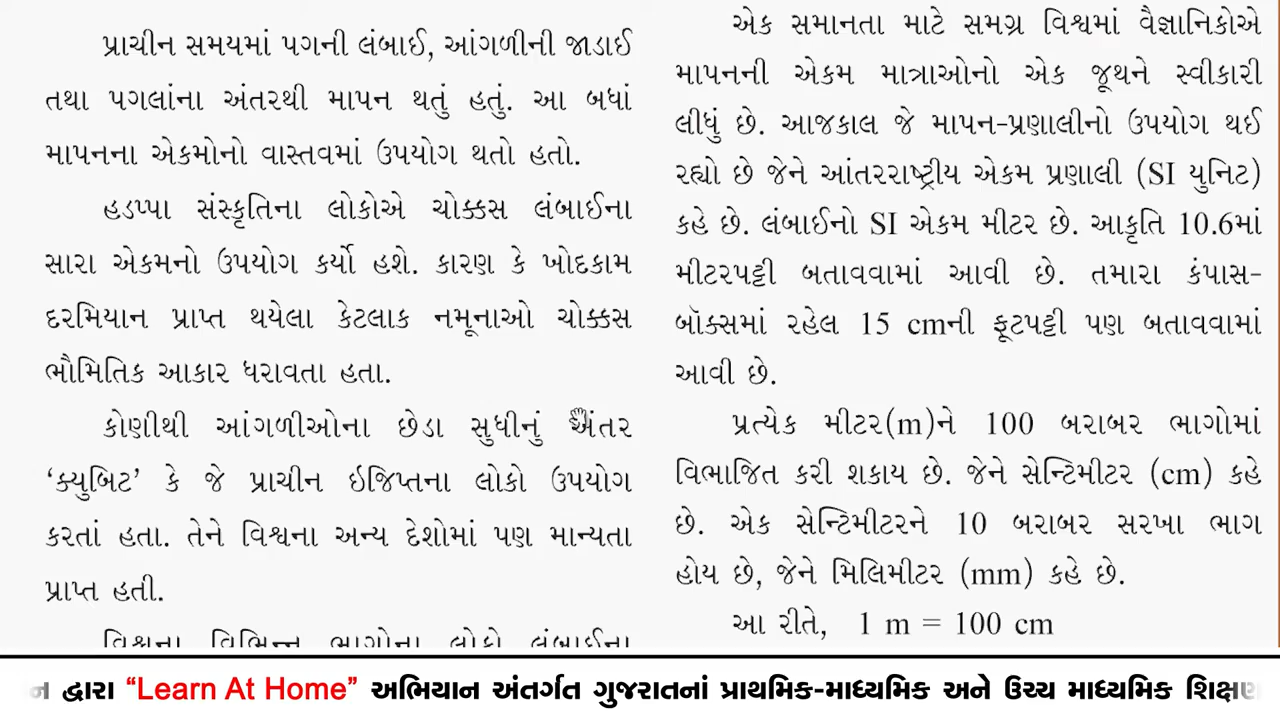 પ્રાચીન સમયમાં પગની લંબાઈ, આંગળીની જાડાઈ
તથા પગલાંના અંતરથી માપન થતું હતું. આ બધાં
માપનના એકમોનો વાસ્તવમાં ઉપયોગ થતો હતો.
હડપ્પા સંસ્કૃતિના લોકોએ ચોક્કસ લંબાઈના
સારા એકમનો ઉપયોગ કર્યો હશે. કારણ કે ખોદકામ
દરમિયાન પ્રાપ્ત થયેલા કેટલાક નમૂનાઓ ચોક્કસ
ભૌમિતિક આકાર ધરાવતા હતા.
કોણીથી આંગળીઓના છેડા સુધીનું અંતર
‘ક્યુબિટ’ કે જે પ્રાચીન ઇજિપ્તના લોકો ઉપયોગ
કરતાં હતા. તેને વિશ્વના અન્ય દેશોમાં પણ માન્યતા
પ્રાપ્ત હતી.
વિશ્વના વિભિન્ન ભાગોના લોકો લંબાઈના
એક સમાનતા માટે સમગ્ર વિશ્વમાં વૈજ્ઞાનિકોએ
માપનની એકમ માત્રાઓનો એક જૂથને સ્વીકારી
લીધું છે. આજકાલ જે માપન-પ્રણાલીનો ઉપયોગ થઈ
રહ્યો છે જેને આંતરરાષ્ટ્રીય એકમ પ્રણાલી (SI યુનિટ)
કહે છે. લંબાઈનો SI એકમ મીટર છે. આકૃતિ 10.6માં
મીટરપટ્ટી બતાવવામાં આવી છે. તમારા કંપાસ-
બૉક્સમાં રહેલ 15 cmની ફૂટપટ્ટી પણ બતાવવામાં
આવી છે.
પ્રત્યેક મીટર(m)ને 100 બરાબર ભાગોમાં
વિભાજિત કરી શકાય છે. જેને સેન્ટિમીટર (cm) કહે
છે. એક સેન્ટિમીટરને 10 બરાબર સરખા ભાગ
હોય છે, જેને મિલિમીટર (mm) કહે છે.
આ રીતે, 1 m = 100 cm
ન દ્વારા “Learn At Home” અભિયાન અંતર્ગત ગુજરાતનાં પ્રાથમિક-માધ્યમિક અને ઉચ્ચ માધ્યમિક શિક્ષણ